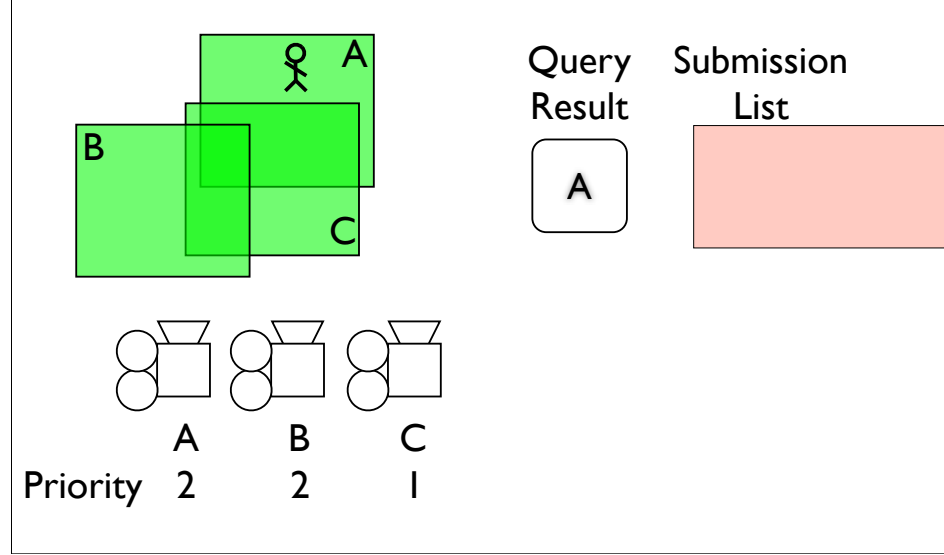 A
B
C
Query Submission
Result List
A
A B C
Priority 2 2 1